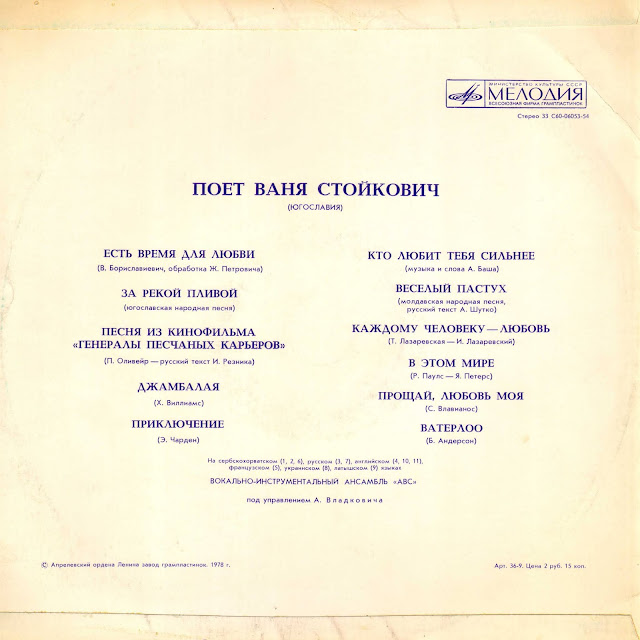 МИНИСТЕРСТВО КУЛЬТУРЫ СССР
МЕЛОДИЯ
ВСЕСОЮЗНАЯ ФИРМА ГРАМПЛАСТИНОК
Стерео 33 С60-06053-54
ПОЕТ ВАНЯ СТОЙКОВИЧ
(ЮГОСЛАВИЯ)
ЕСТЬ ВРЕМЯ ДЛЯ ЛЮБВИ
(В. Бориславиевич, обработка Ж. Петровича)
ЗА РЕКОЙ ПЛИВОЙ
(югославская народная песня)
ПЕСНЯ ИЗ КИНОФИЛЬМА
«ГЕНЕРАЛЫ ПЕСЧАНЫХ КАРЬЕРОВ»
(П. Оливейр — русский текст И. Резника)
ДЖАМБАЛАЯ
(Х. Виллиамс)
ПРИКЛЮЧЕНИЕ
(Э. Чарден)
КТО ЛЮБИТ ТЕБЯ СИЛЬНЕЕ
(музыка и слова А. Баша)
ВЕСЕЛЫЙ ПАСТУХ
(молдавская народная песня,
русский текст А. Шутко)
КАЖДОМУ ЧЕЛОВЕКУ — ЛЮБОВЬ
(Т. Лазаревская — И. Лазаревский)
В ЭТОМ МИРЕ
(Р. Паулс — Я. Петерс)
ПРОЩАЙ, ЛЮБОВЬ МОЯ
(С. Влавианос)
ВАТЕРЛОО
(Б. Андерсон)
На сербскохорватском (1, 2, 6), русском (3, 7), английском (4, 10, 11),
французском (5), украинском (8), латышском (9) языках
ВОКАЛЬНО-ИНСТРУМЕНТАЛЬНЫЙ АНСАМБЛЬ «АВС»
под управлением А. Владковича
© Апрелевский ордена Ленина завод грампластинок. 1978 г.
Арт. 36-9. Цена 2 руб. 15 коп.